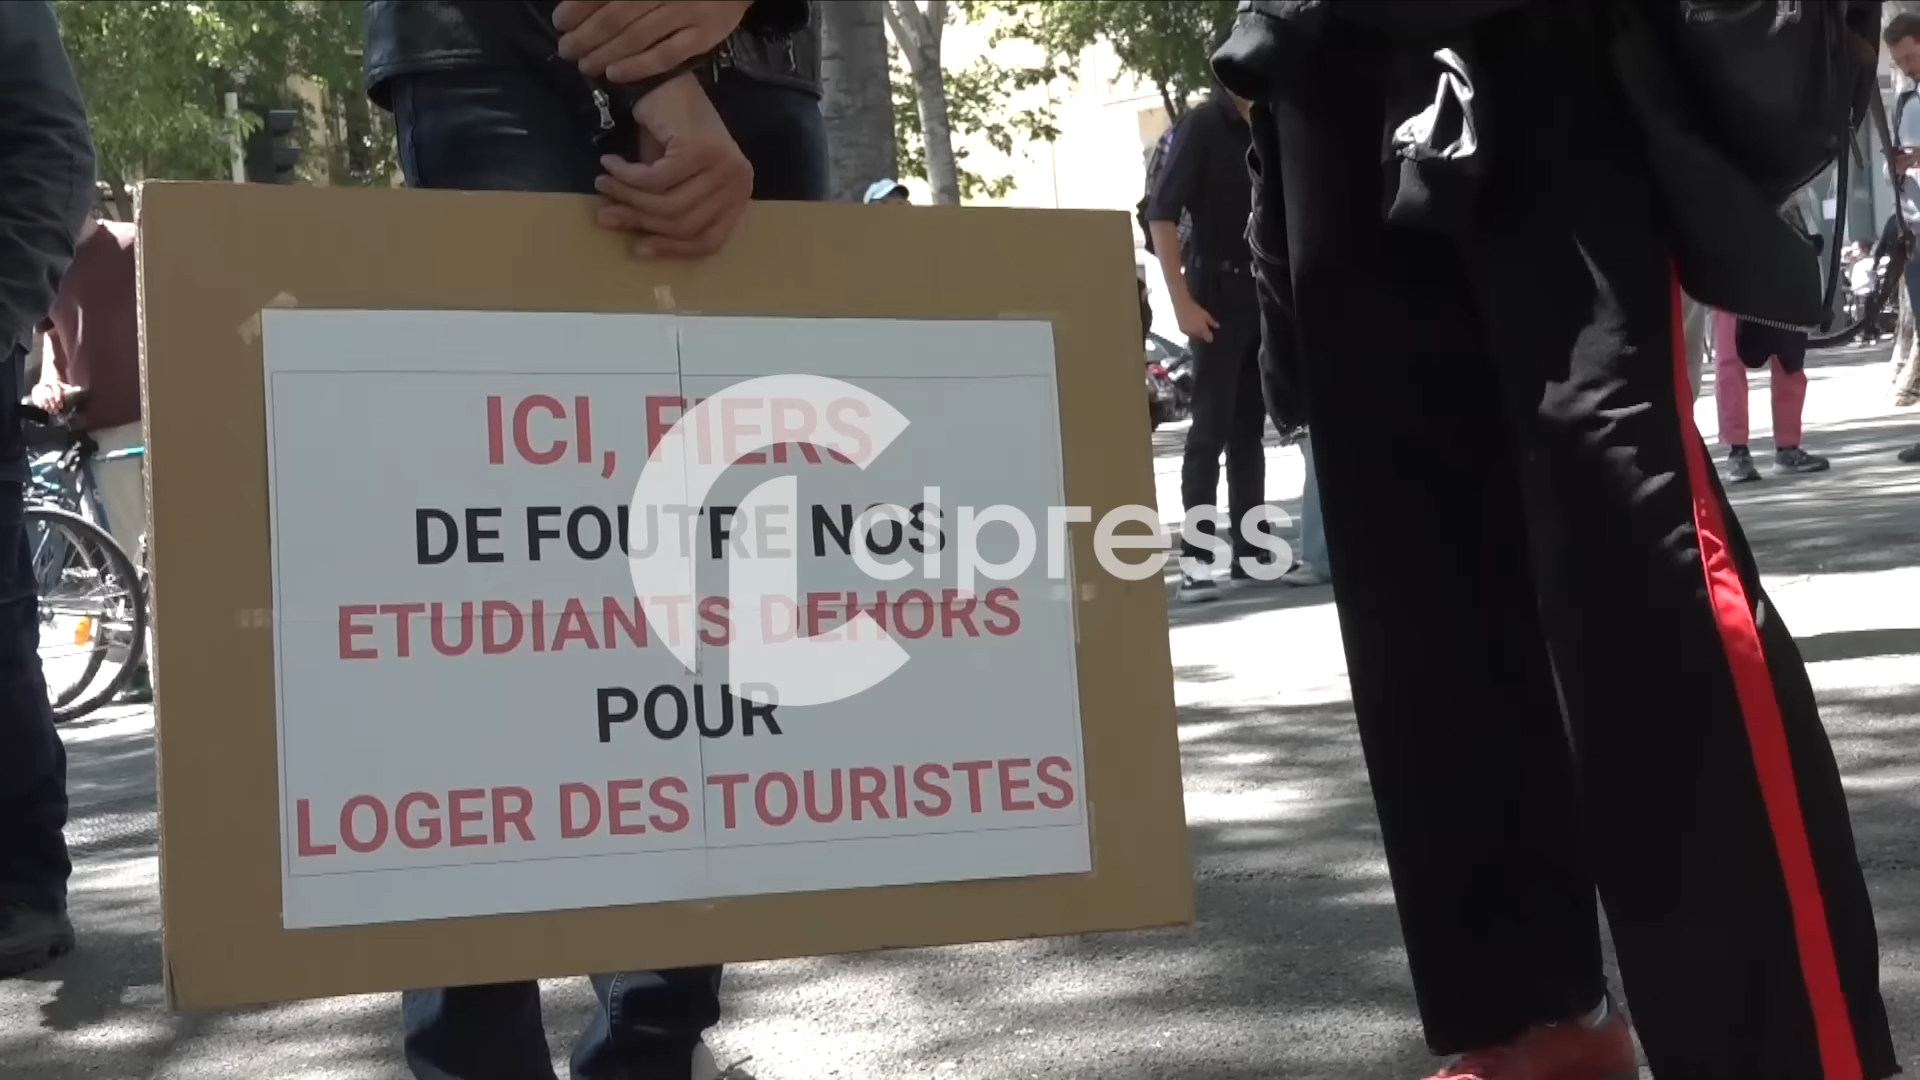 ICI, FIERS
DE FOUTRE NOS
ETUDIANTS DEHORS
POUR
LOGER DES TOURISTES
clpress